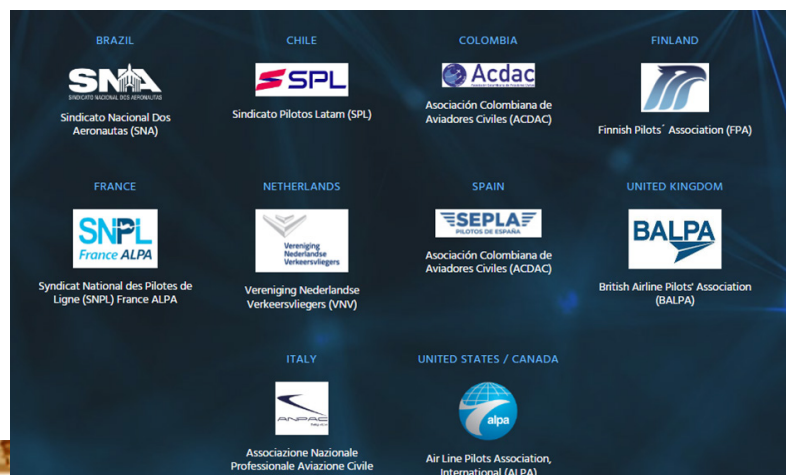 BRAZIL
CHILE
COLOMBIA
FINLAND
SNA
SINDICATO NACIONAL DOS AERONAUTAS
SPL
Acdac
Sindicato Nacional Dos
Aeronautas (SNA)
Sindicato Pilotos Latam (SPL)
Asociación Colombiana de
Aviadores Civiles (ACDAC)
Finnish Pilots´ Association (FPA)
FRANCE
NETHERLANDS
SPAIN
UNITED KINGDOM
SNPL
France ALPA
Vereniging
Nederlandse
Verkeersvliegers
SEPLA
PILOTOS DE ESPAÑA
BALPA
Syndicat National des Pilotes de
Ligne (SNPL) France ALPA
Vereniging Nederlandse
Verkeersvliegers (VNV)
Asociación Colombiana de
Aviadores Civiles (ACDAC)
British Airline Pilots' Association
(BALPA)
ITALY
UNITED STATES / CANADA
ANPAC
alpa
Associazione Nazionale
Professionale Aviazione Civile
Air Line Pilots Association,
International (ALPA)